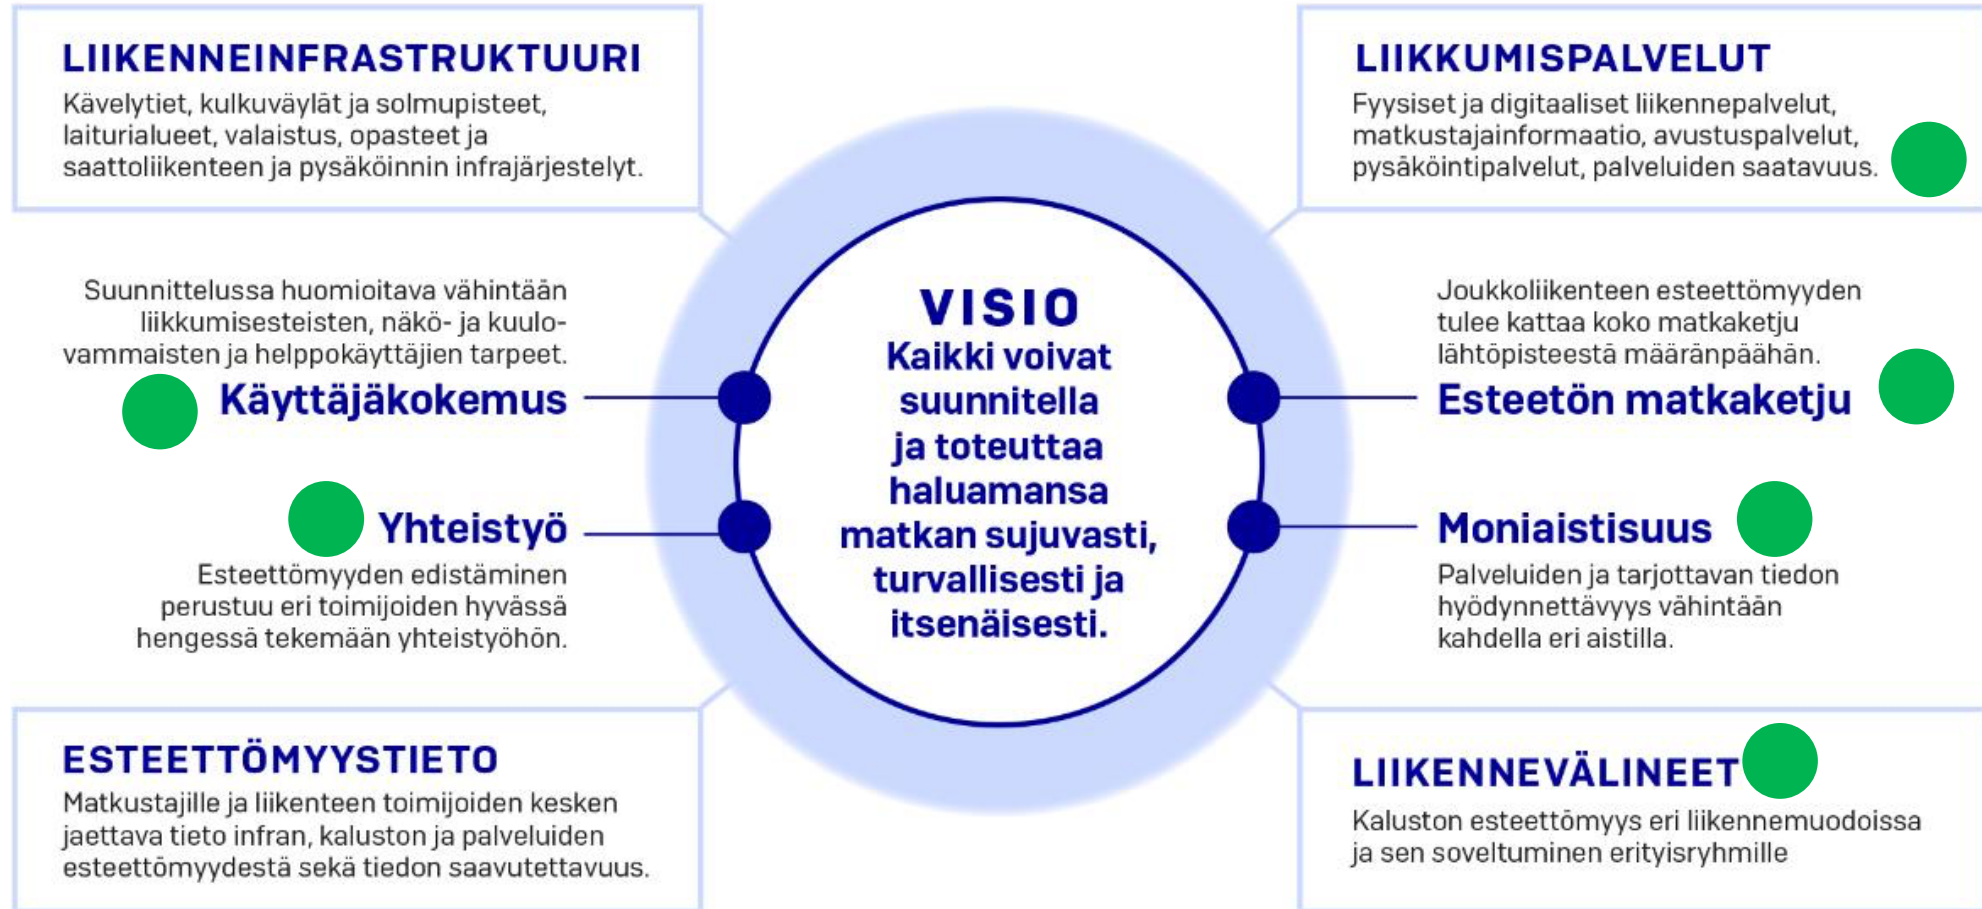 LIIKENNEINFRASTRUKTUURI
Kävelytiet, kulkuväylät ja solmupisteet,
laiturialueet, valaistus, opasteet ja
saattoliikenteen ja pysäköinnin infrajärjestelyt.
LIIKKUMISPALVELUT
Fyysiset ja digitaaliset liikennepalvelut,
matkustajainformaatio, avustuspalvelut,
pysäköintipalvelut, palveluiden saatavuus.
Suunnittelussa huomioitava vähintään
liikkumisesteisten, näkö- ja kuulo-
vammaisten ja helppokäyttäjien tarpeet.
Käyttäjäkokemus
Yhteistyö
Esteettömyyden edistäminen
perustuu eri toimijoiden hyvässä
hengessä tekemään yhteistyöhön.
VISIO
Kaikki voivat
suunnitella
ja toteuttaa
haluamansa
matkan sujuvasti,
turvallisesti ja
itsenäisesti.
Joukkoliikenteen esteettömyyden
tulee kattaa koko matkaketju
lähtöpisteestä määränpäähän.
Esteetön matkaketju
Moniaistisuus
Palveluiden ja tarjottavan tiedon
hyödynnettävyys vähintään
kahdella eri aistilla.
ESTEETTÖMYYSTIETO
Matkustajille ja liikenteen toimijoiden kesken
jaettava tieto infran, kaluston ja palveluiden
esteettömyydestä sekä tiedon saavutettavuus.
LIIKENNEVÄLINEET
Kaluston esteettömyys eri liikennemuodoissa
ja sen soveltuminen erityisryhmille